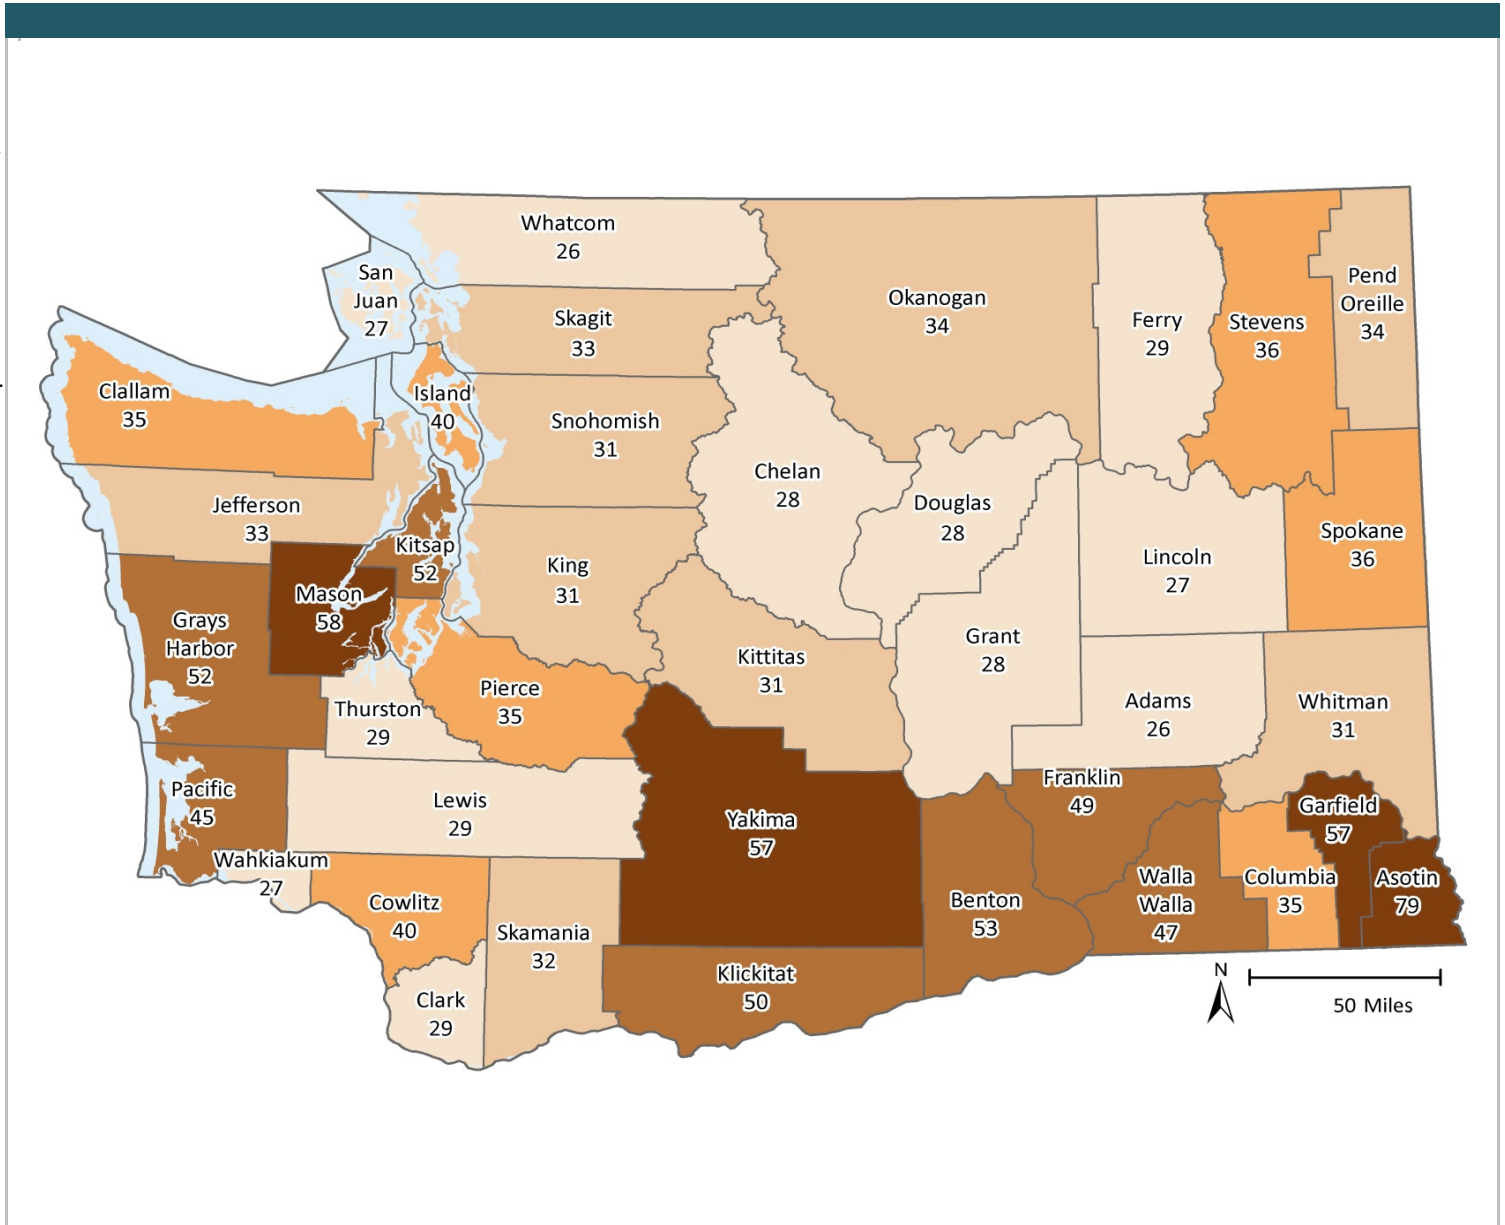 Whatcom
26
San
Juan
27
Skagit
33
Okanogan
34
Ferry
29
Stevens
36
Pend
Oreille
34
Clallam
35
Island
40
Snohomish
31
Chelan
28
Douglas
28
Jefferson
33
Kitsap
52
King
31
Lincoln
27
Spokane
36
Mason
58
Grays
Harbor
52
Grant
28
Kittitas
31
Pierce
35
Thurston
29
Adams
26
Whitman
31
Pacific
45
Lewis
29
Yakima
57
Franklin
49
Garfield
57
Wahkiakum
27
Cowlitz
40
Skamania
32
Benton
53
Walla
Walla
47
Columbia
35
Asotin
79
Klickitat
50
Clark
29
N
50 Miles